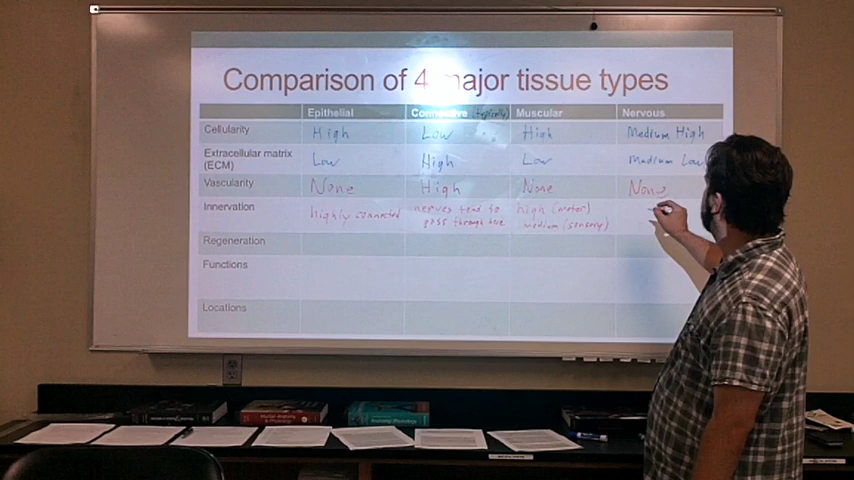 Comparison of 4 major tissue types
Epithelial Connective (typically) Muscular Nervous
Cellularity High Low High Medium High
Extracellular matrix (ECM) Low High Low Medium Low
Vascularity None High None None
Innervation highly connected nerves tend to pass through here high (motor) medium (sensory)
Regeneration
Functions
Locations